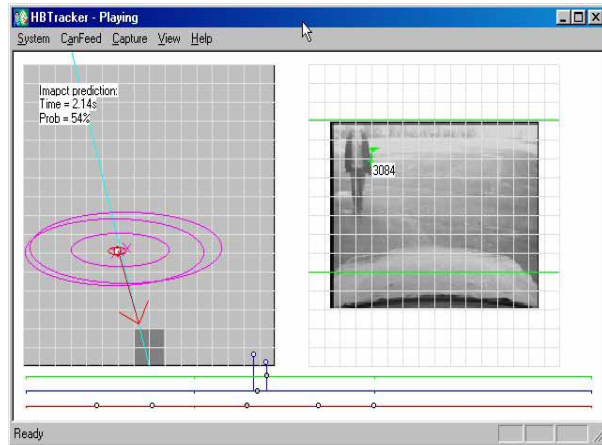 HBTracker - Playing
System CanFeed Capture View Help
Imapct prediction:
Time = 2.14s
Prob = 54%
3084
Ready